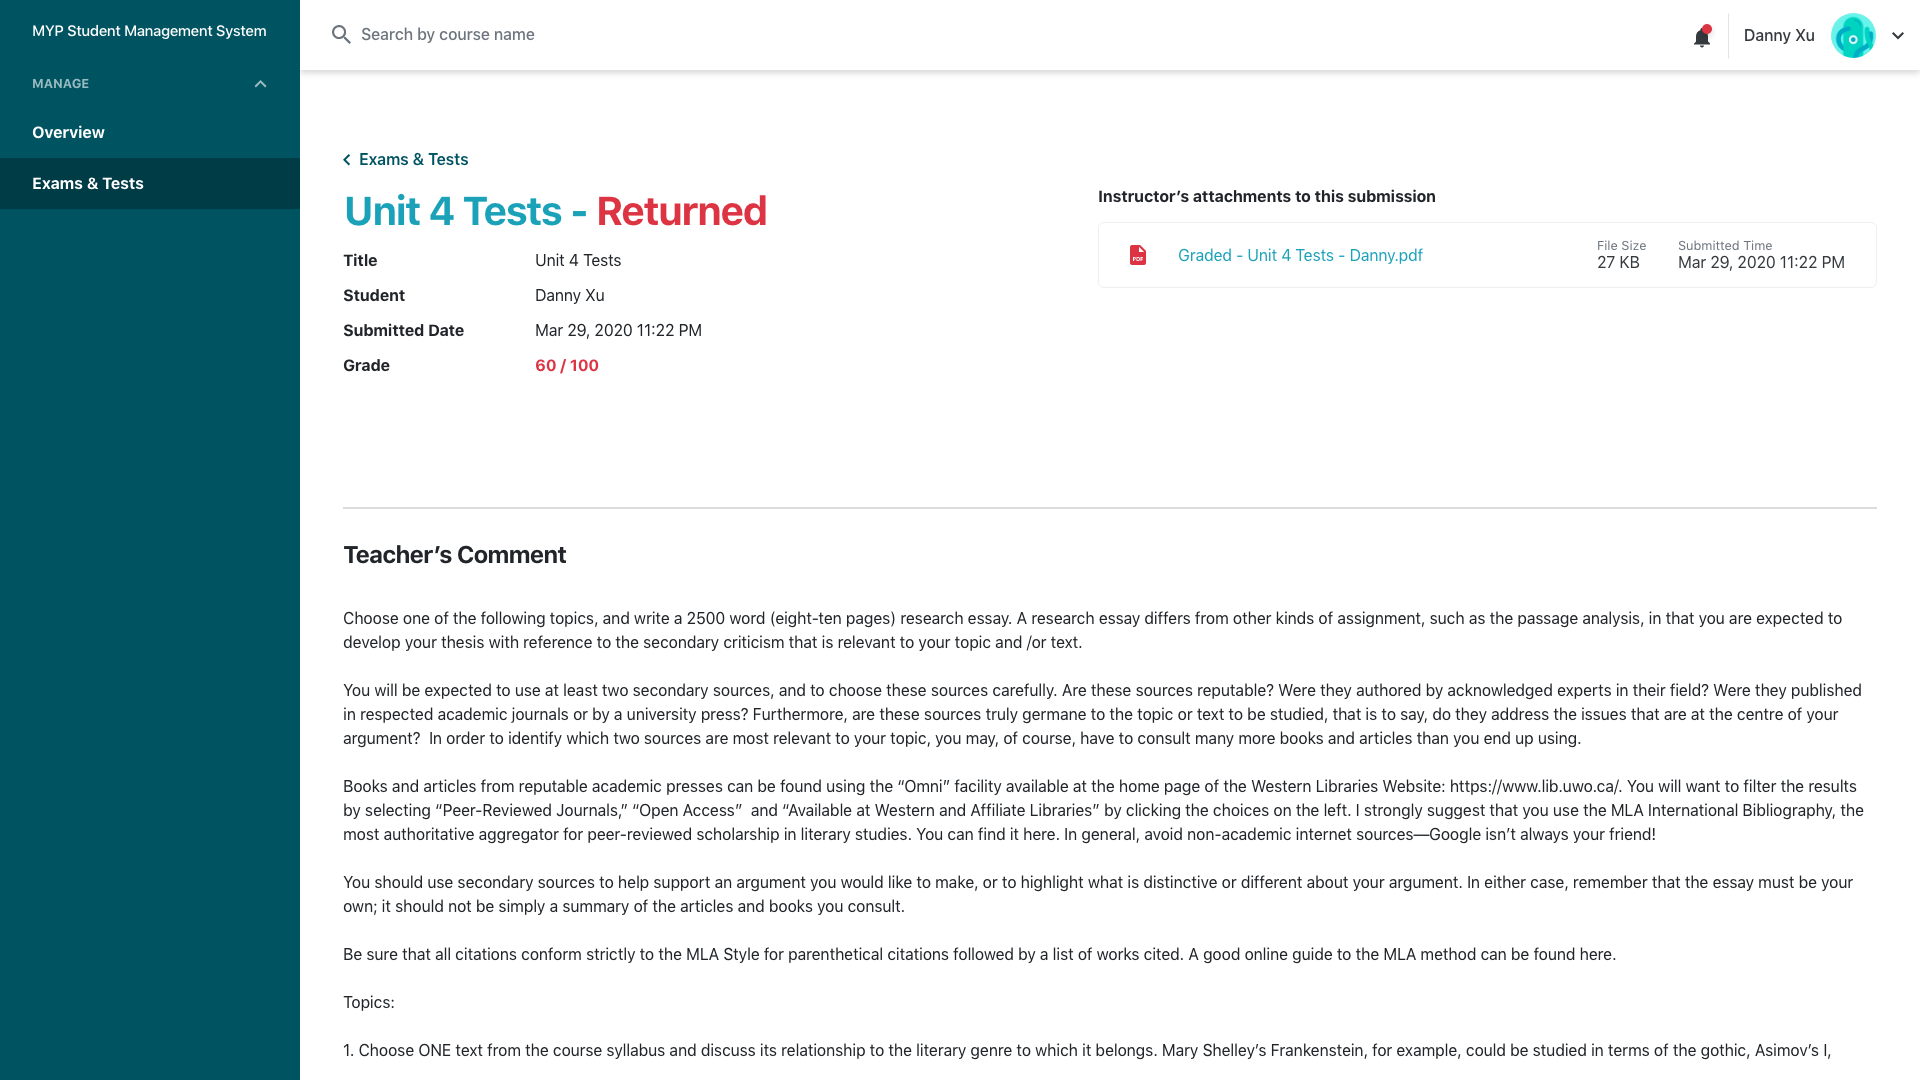 MYP Student Management System
MANAGE
Overview
Exams & Tests
Search by course name
Danny Xu
Exams & Tests
Unit 4 Tests - Returned
Title Unit 4 Tests
Student Danny Xu
Submitted Date Mar 29, 2020 11:22 PM
Grade 60 / 100
Instructor’s attachments to this submission
PDF
Graded - Unit 4 Tests - Danny.pdf
File Size
27 KB
Submitted Time
Mar 29, 2020 11:22 PM
Teacher’s Comment
Choose one of the following topics, and write a 2500 word (eight-ten pages) research essay. A research essay differs from other kinds of assignment, such as the passage analysis, in that you are expected to
develop your thesis with reference to the secondary criticism that is relevant to your topic and /or text.
You will be expected to use at least two secondary sources, and to choose these sources carefully. Are these sources reputable? Were they authored by acknowledged experts in their field? Were they published
in respected academic journals or by a university press? Furthermore, are these sources truly germane to the topic or text to be studied, that is to say, do they address the issues that are at the centre of your
argument?  In order to identify which two sources are most relevant to your topic, you may, of course, have to consult many more books and articles than you end up using.
Books and articles from reputable academic presses can be found using the “Omni” facility available at the home page of the Western Libraries Website: https://www.lib.uwo.ca/. You will want to filter the results
by selecting “Peer-Reviewed Journals,” “Open Access”  and “Available at Western and Affiliate Libraries” by clicking the choices on the left. I strongly suggest that you use the MLA International Bibliography, the
most authoritative aggregator for peer-reviewed scholarship in literary studies. You can find it here. In general, avoid non-academic internet sources—Google isn’t always your friend!
You should use secondary sources to help support an argument you would like to make, or to highlight what is distinctive or different about your argument. In either case, remember that the essay must be your
own; it should not be simply a summary of the articles and books you consult.
Be sure that all citations conform strictly to the MLA Style for parenthetical citations followed by a list of works cited. A good online guide to the MLA method can be found here.
Topics:
1. Choose ONE text from the course syllabus and discuss its relationship to the literary genre to which it belongs. Mary Shelley’s Frankenstein, for example, could be studied in terms of the gothic, Asimov’s I,